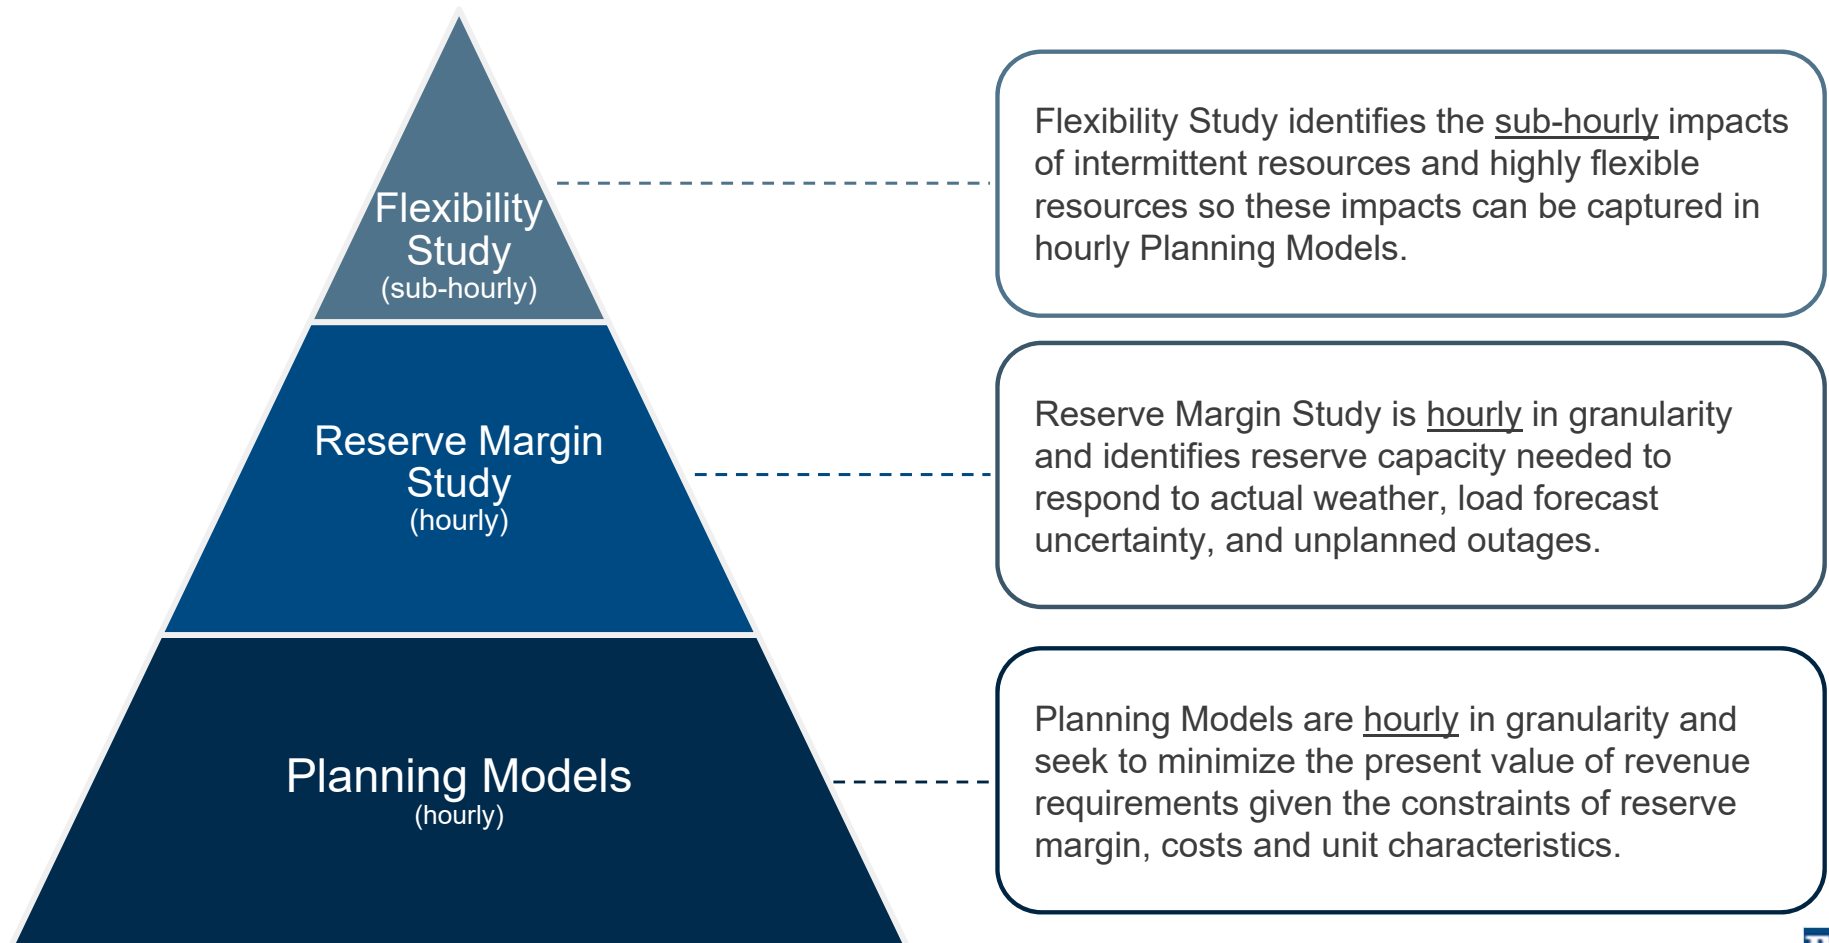 Flexibility
Study
(sub-hourly)
Flexibility Study identifies the sub-hourly impacts
of intermittent resources and highly flexible
resources so these impacts can be captured in
hourly Planning Models.
Reserve Margin
Study
(hourly)
Reserve Margin Study is hourly in granularity
and identifies reserve capacity needed to
respond to actual weather, load forecast
uncertainty, and unplanned outages.
Planning Models
(hourly)
Planning Models are hourly in granularity and
seek to minimize the present value of revenue
requirements given the constraints of reserve
margin, costs and unit characteristics.